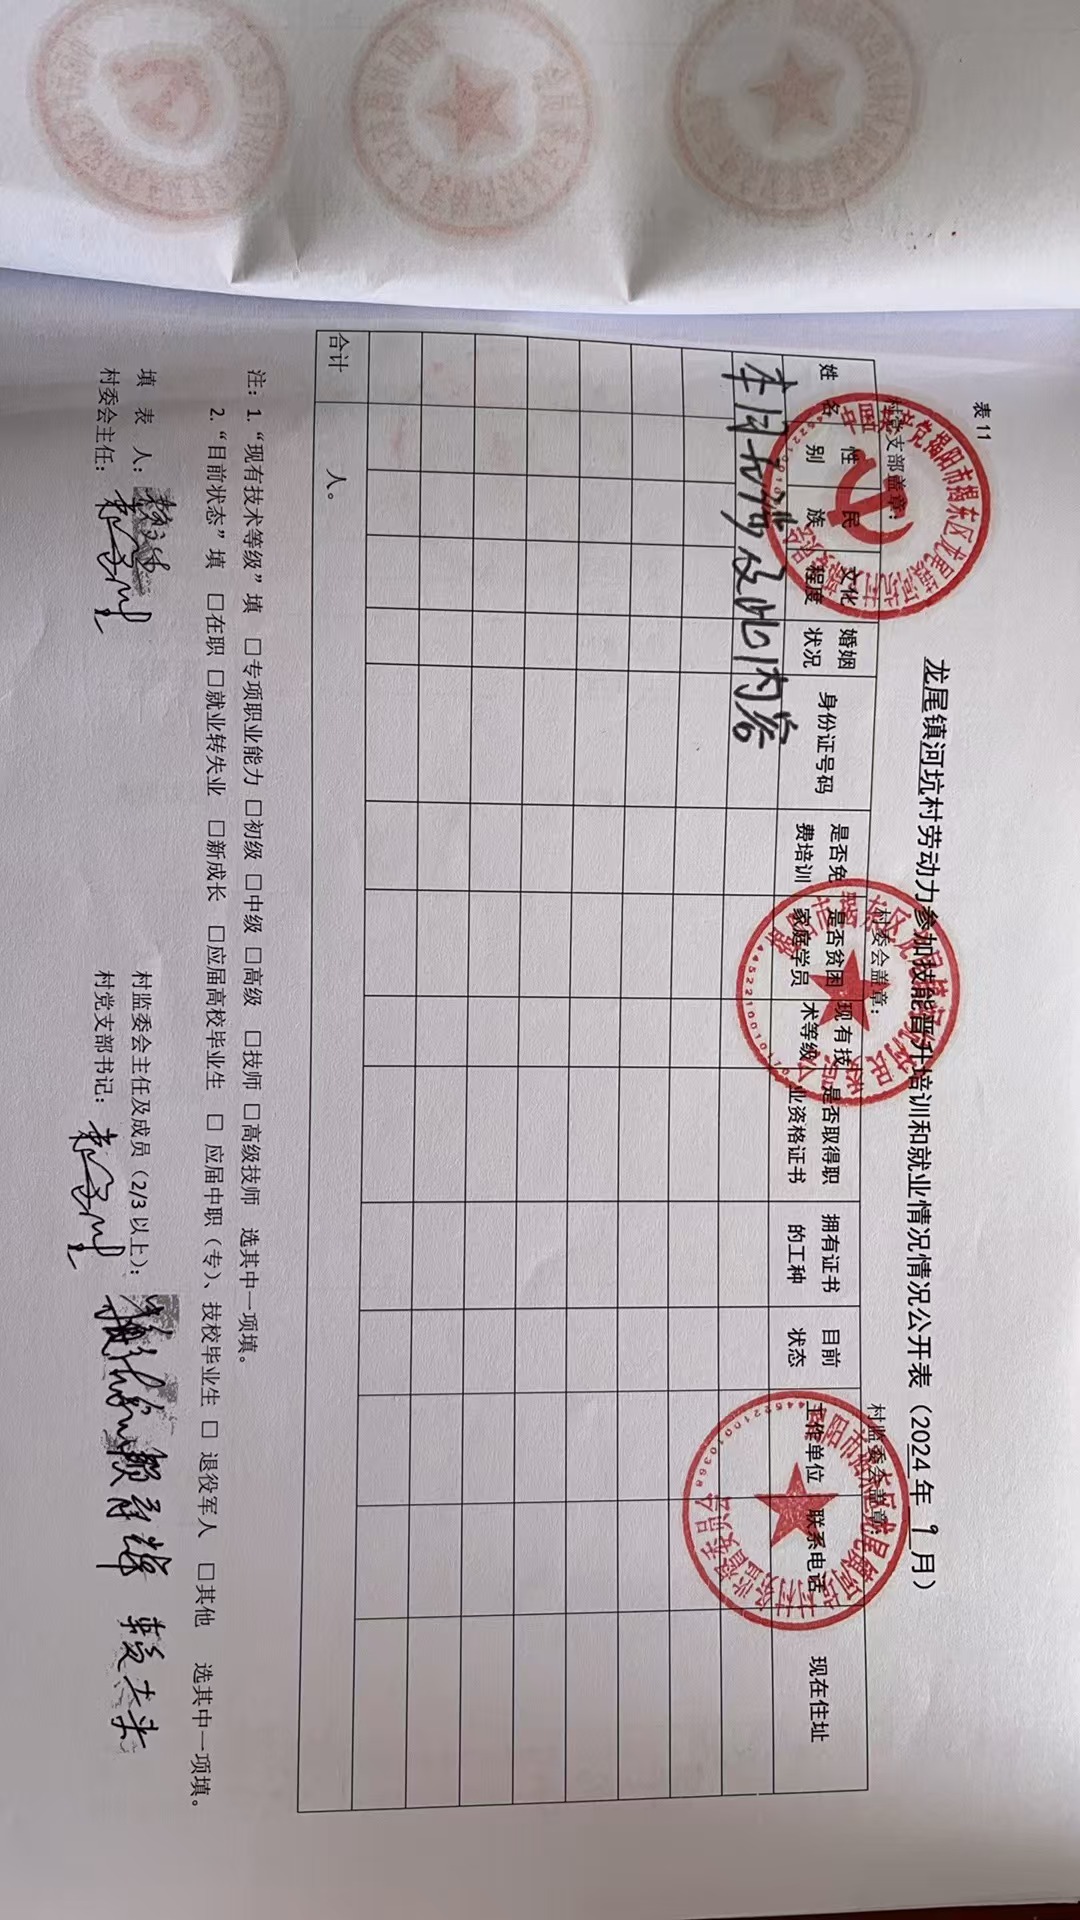 表11
龙尾镇河坑村劳动力参加技能晋升培训和就业情况情况公开表（2024年9月）
村党支部盖章： 村委会盖章： 村监委会盖章：
姓名 性别 民族 文化程度 婚姻状况 身份证号码 是否免费培训 是否贫困家庭学员 现有技术等级 是否取得职业资格证书 拥有证书的工种 目前状态 工作单位 联系电话 现在住址
本月无涉及此内容
合计 人。
注：1.“现有技术等级”填 □专项职业能力 □初级 □中级 □高级 □技师 □高级技师 选其中一项填。
2.“目前状态”填 □在职 □就业转失业 □新成长 □应届高校毕业生 □ 应届中职（专）、技校毕业生 □ 退役军人 □其他 选其中一项填。
填 表 人： 村监委会主任及成员（2/3 以上）：
村委会主任： 村党支部书记：